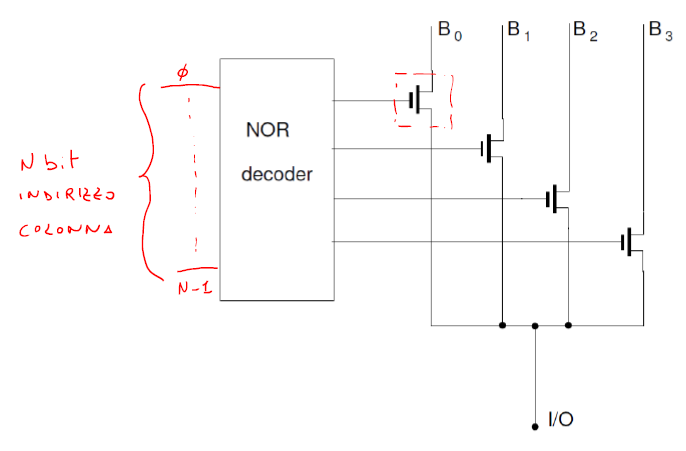 B0 B1 B2 B3
φ
NOR
decoder
N bit
INDIRIZZO
COLONNA
N-1
I/O